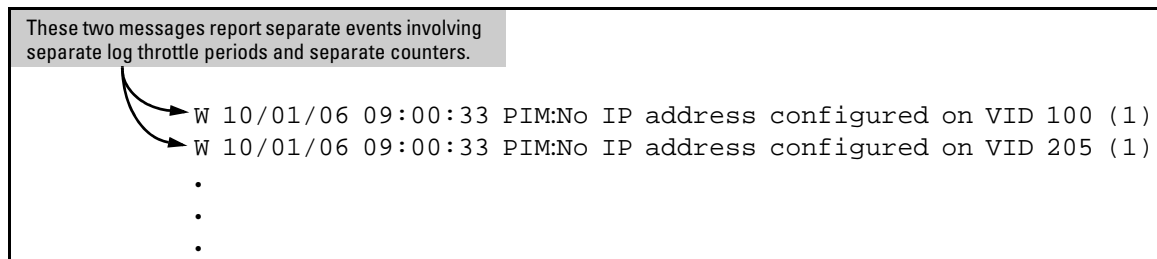 These two messages report separate events involving
separate log throttle periods and separate counters.
W 10/01/06 09:00:33 PIM:No IP address configured on VID 100 (1)
W 10/01/06 09:00:33 PIM:No IP address configured on VID 205 (1)
.
.
.